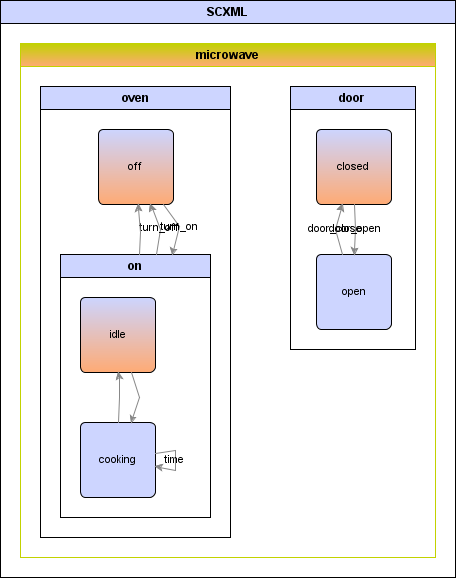 SCXML
microwave
oven
door
off
closed
turn_off
turn_on
door_close
door_open
on
idle
open
cooking
time